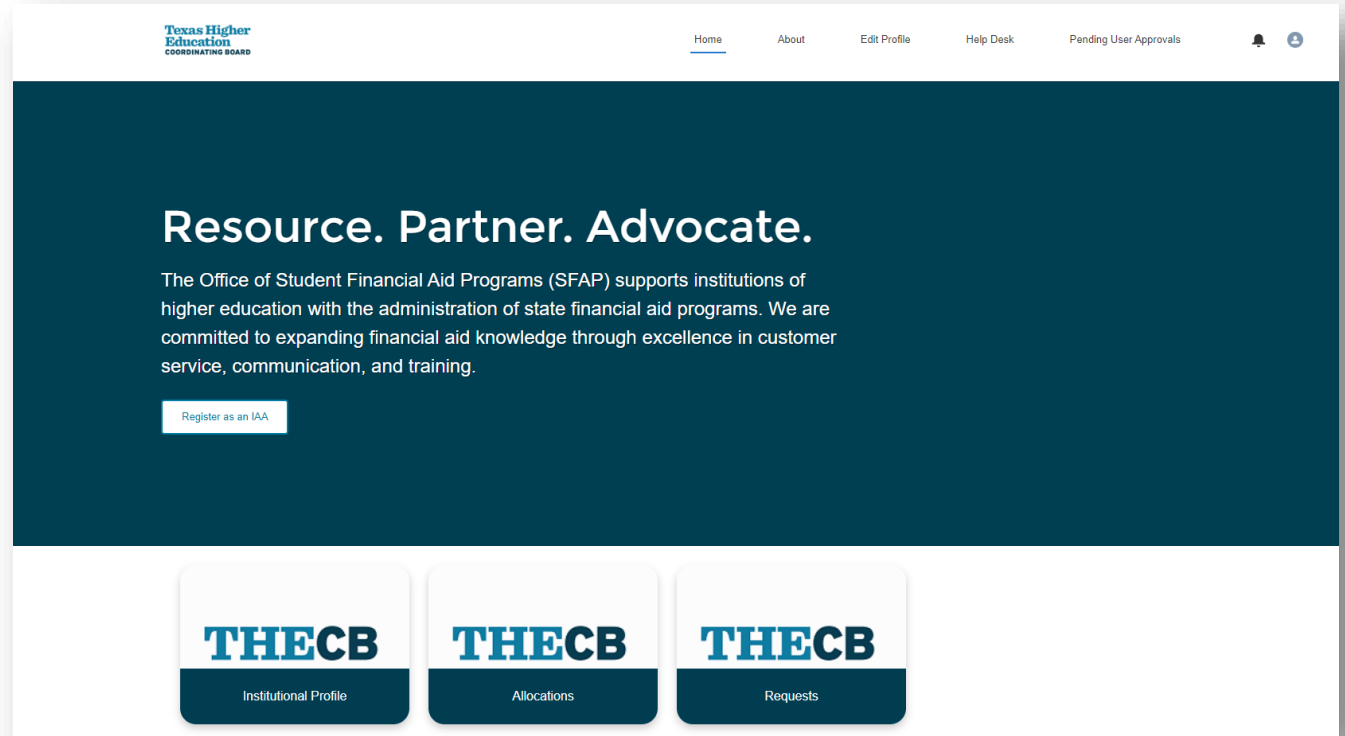 Texas Higher
Education
COORDINATING BOARD
Home About Edit Profile Help Desk Pending User Approvals
Resource. Partner. Advocate.
The Office of Student Financial Aid Programs (SFAP) supports institutions of
higher education with the administration of state financial aid programs. We are
committed to expanding financial aid knowledge through excellence in customer
service, communication, and training.
Register as an IAA
THECB THECB THECB
Institutional Profile Allocations Requests